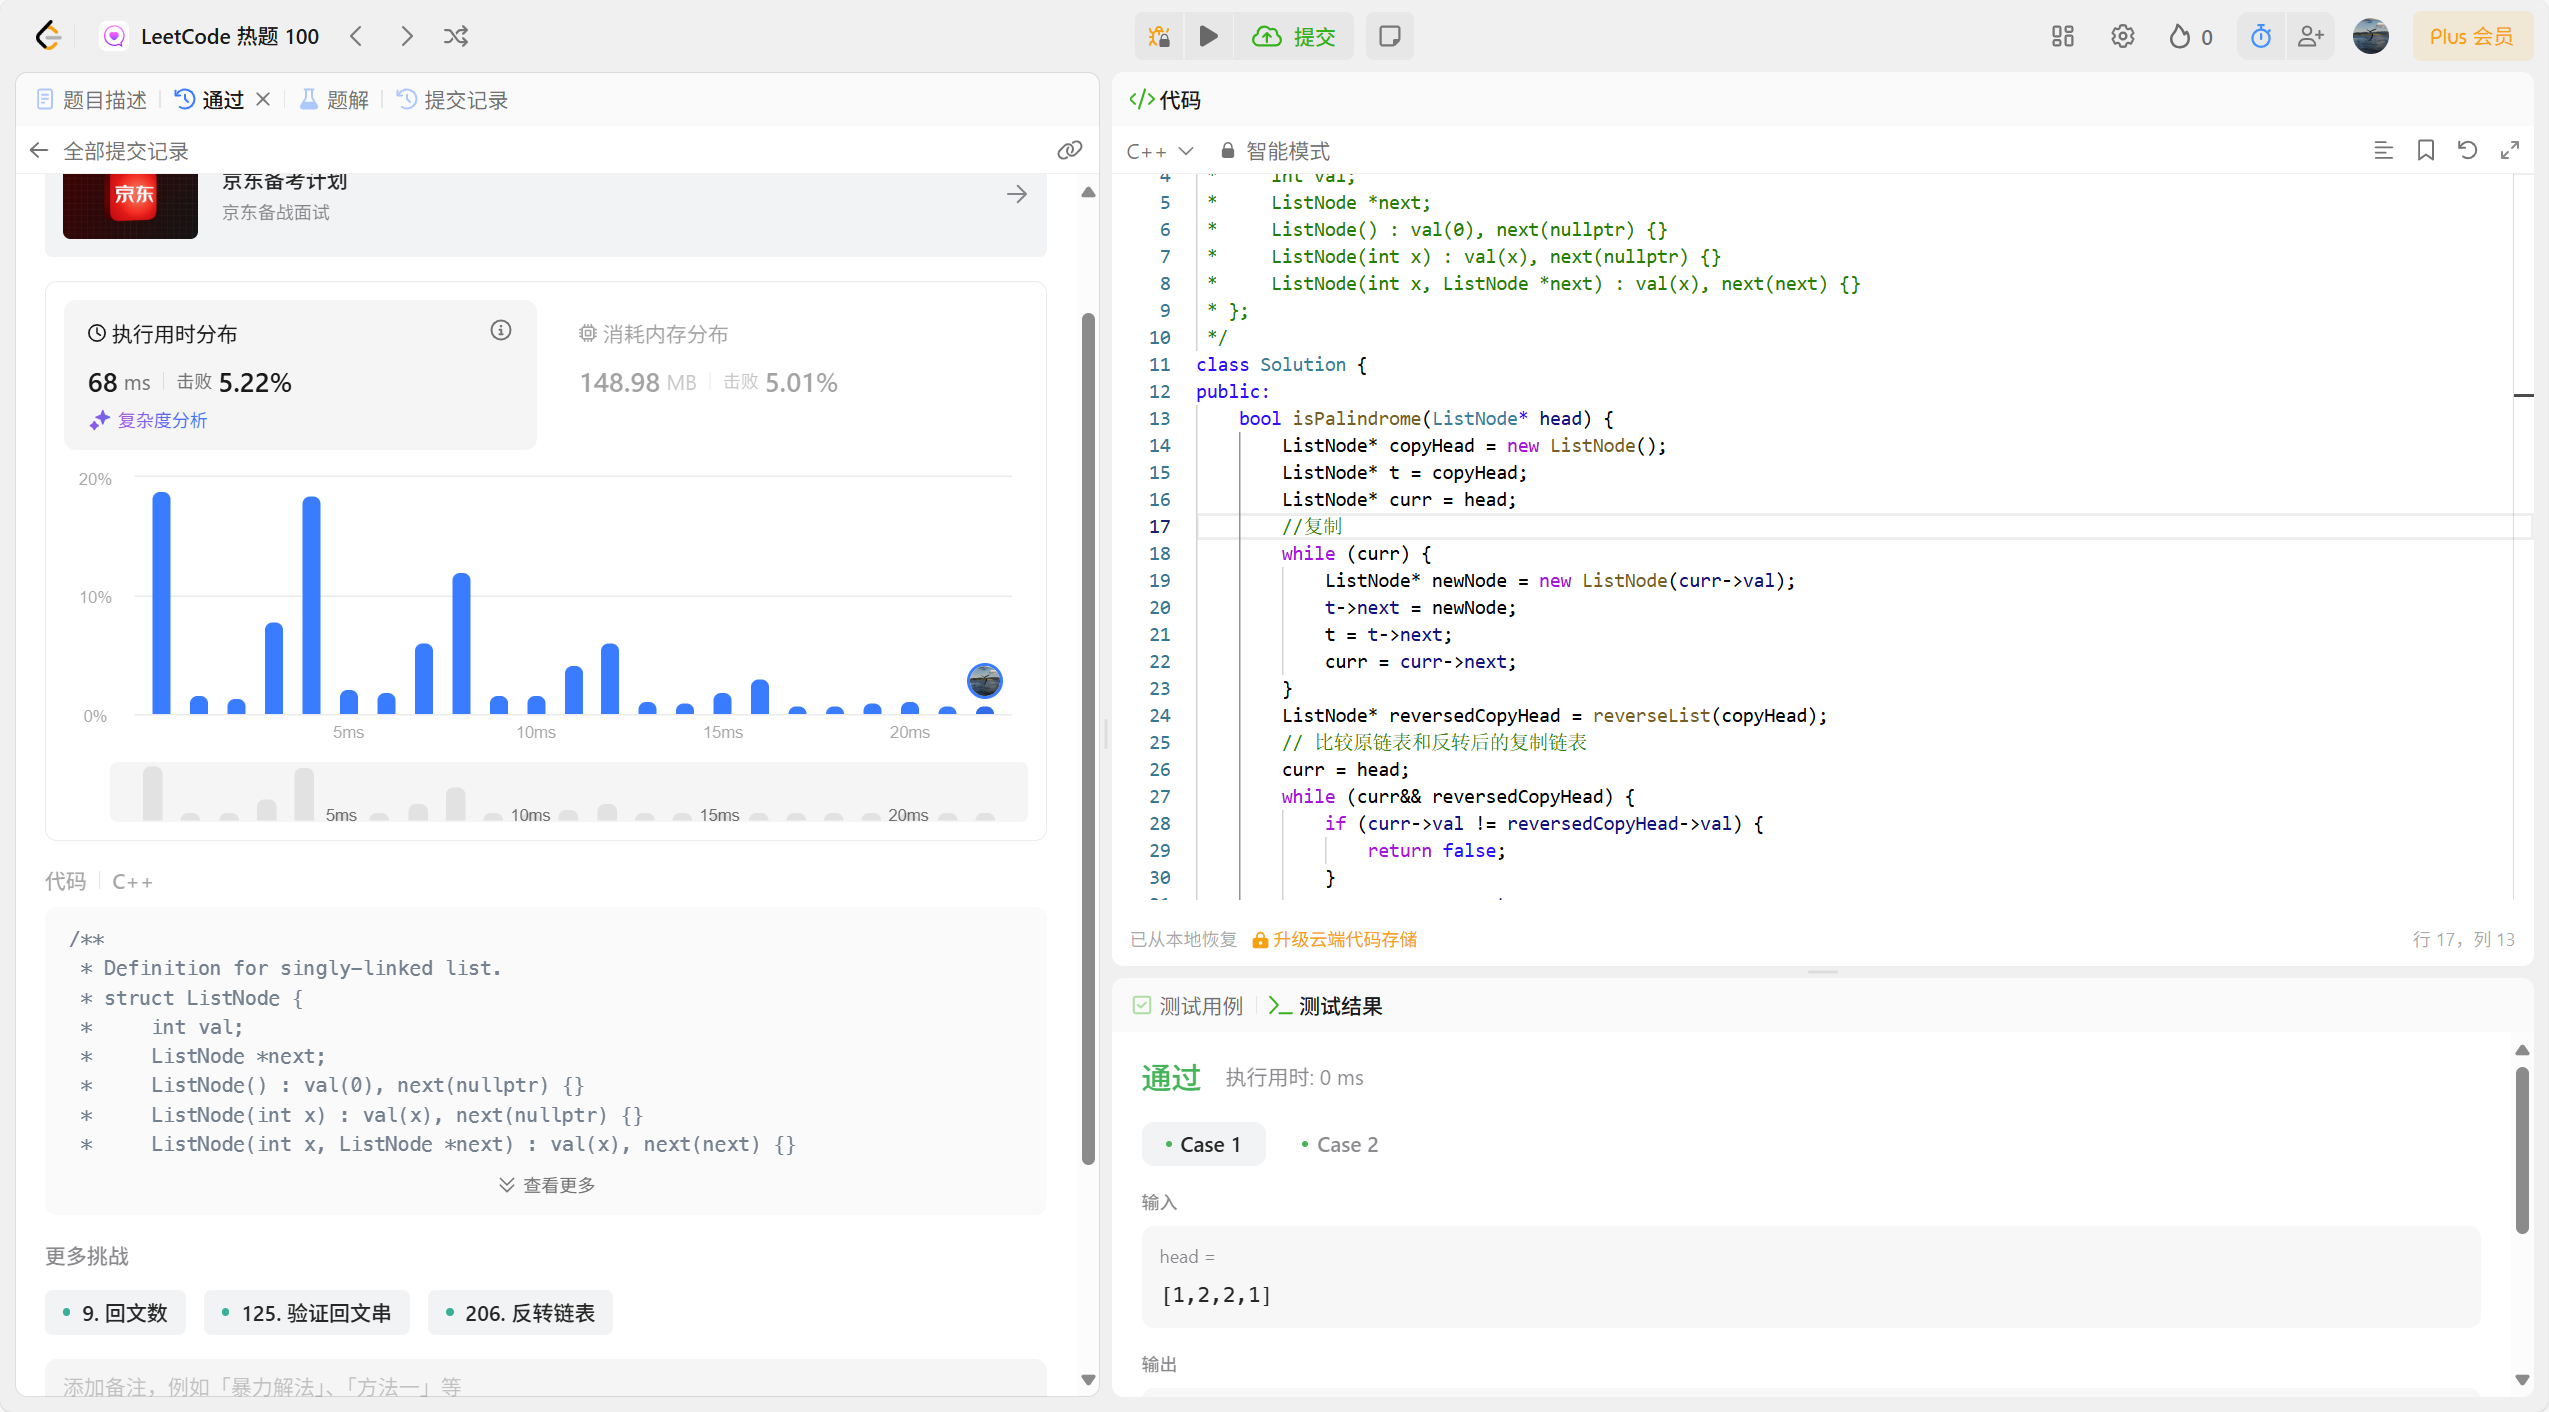 LeetCode 热题 100
提交
0
Plus 会员
题目描述
通过
题解
提交记录
全部提交记录
京东
京东备考计划
京东备战面试
执行用时分布
68 ms
击败 5.22%
复杂度分析
消耗内存分布
148.98 MB
击败 5.01%
20%
10%
0%
5ms
10ms
15ms
20ms
5ms
10ms
15ms
20ms
代码
C++
/**
 * Definition for singly-linked list.
 * struct ListNode {
 *     int val;
 *     ListNode *next;
 *     ListNode() : val(0), next(nullptr) {}
 *     ListNode(int x) : val(x), next(nullptr) {}
 *     ListNode(int x, ListNode *next) : val(x), next(next) {}
查看更多
更多挑战
9. 回文数
125. 验证回文串
206. 反转链表
添加备注，例如「暴力解法」、「方法一」等
代码
C++
智能模式
4  *     int val;
5  *     ListNode *next;
6  *     ListNode() : val(0), next(nullptr) {}
7  *     ListNode(int x) : val(x), next(nullptr) {}
8  *     ListNode(int x, ListNode *next) : val(x), next(next) {}
9  * };
10  */
11 class Solution {
12 public:
13     bool isPalindrome(ListNode* head) {
14         ListNode* copyHead = new ListNode();
15         ListNode* t = copyHead;
16         ListNode* curr = head;
17         //复制
18         while (curr) {
19             ListNode* newNode = new ListNode(curr->val);
20             t->next = newNode;
21             t = t->next;
22             curr = curr->next;
23         }
24         ListNode* reversedCopyHead = reverseList(copyHead);
25         // 比较原链表和反转后的复制链表
26         curr = head;
27         while (curr&& reversedCopyHead) {
28             if (curr->val != reversedCopyHead->val) {
29                 return false;
30             }
已从本地恢复
升级云端代码存储
行 17，列 13
测试用例
测试结果
通过
执行用时: 0 ms
Case 1
Case 2
输入
head =
[1,2,2,1]
输出